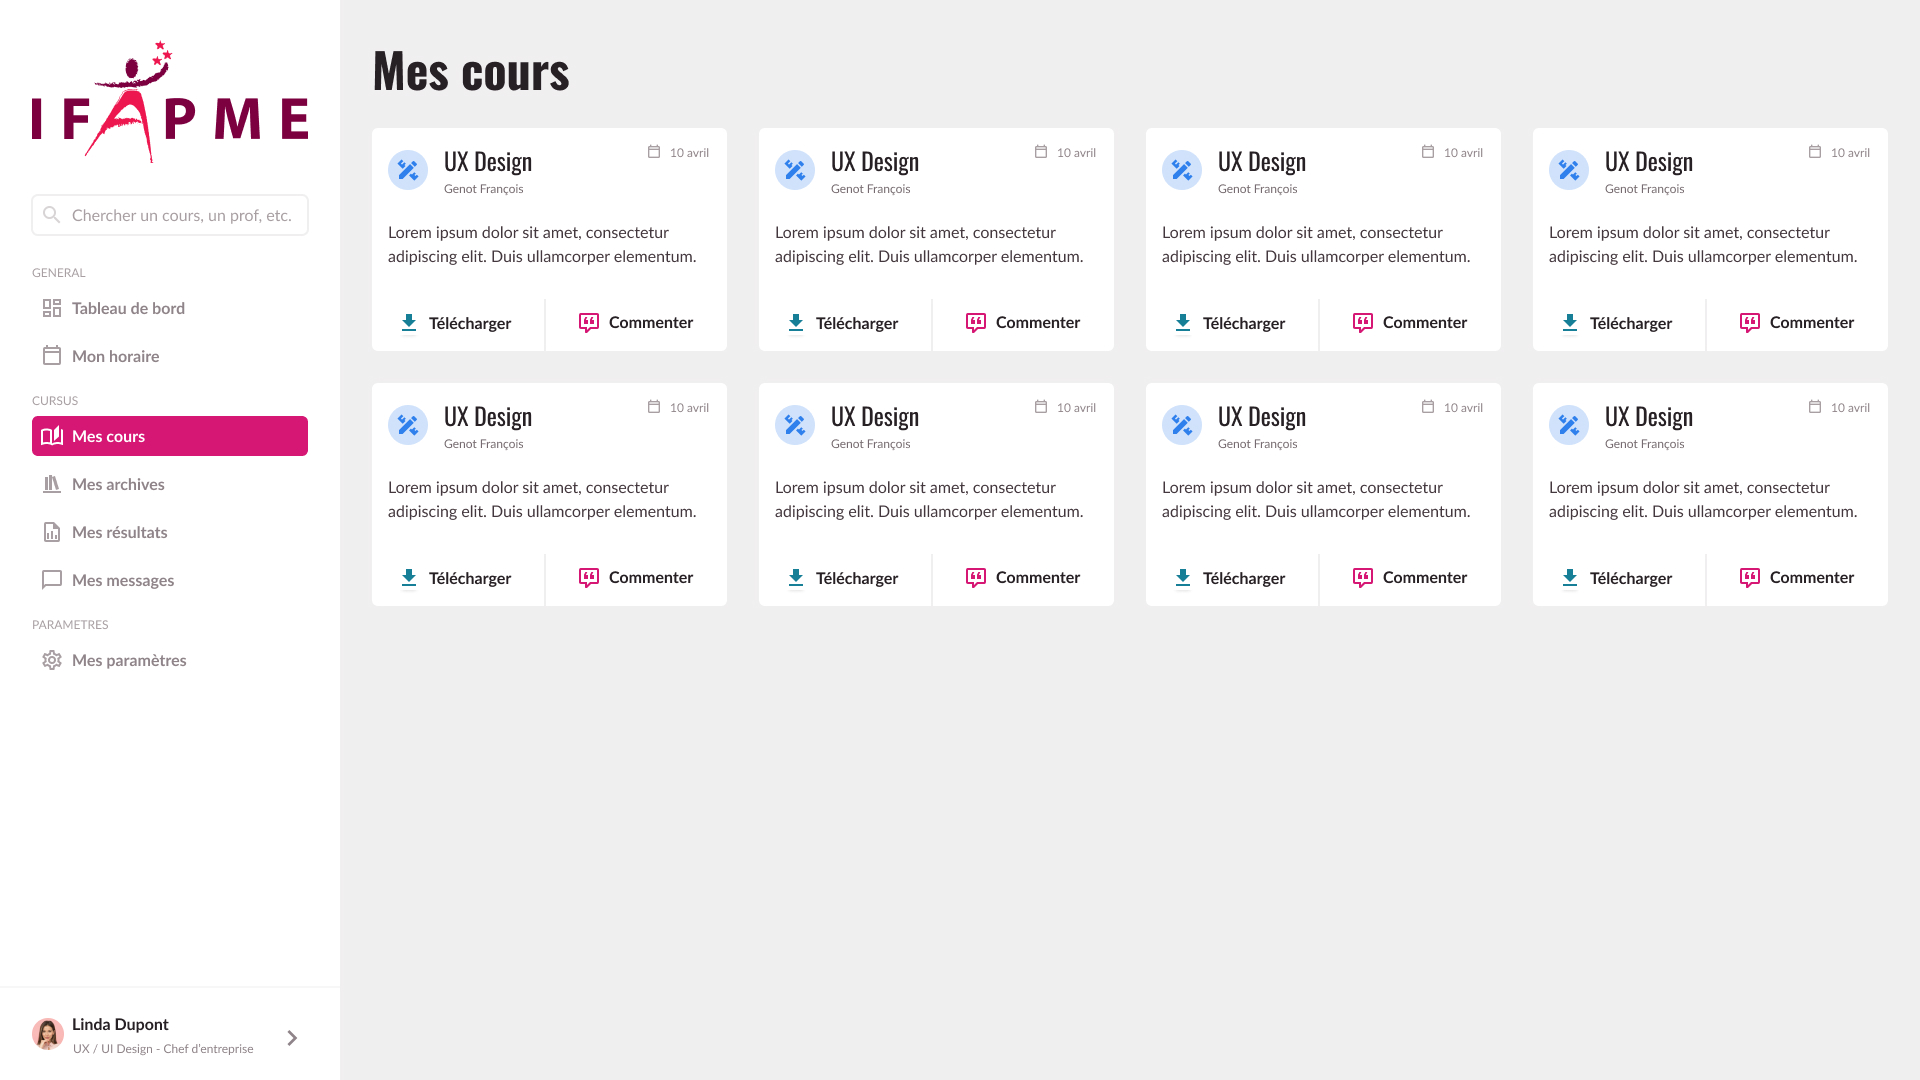 IFAPME
Chercher un cours, un prof, etc.
GENERAL
Tableau de bord
Mon horaire
CURSUS
Mes cours
Mes archives
Mes résultats
Mes messages
PARAMETRES
Mes paramètres
Linda Dupont
UX / UI Design - Chef d'entreprise
Mes cours
UX Design
10 avril
Genot François
Lorem ipsum dolor sit amet, consectetur
adipiscing elit. Duis ullamcorper elementum.
Télécharger
Commenter
UX Design
10 avril
Genot François
Lorem ipsum dolor sit amet, consectetur
adipiscing elit. Duis ullamcorper elementum.
Télécharger
Commenter
UX Design
10 avril
Genot François
Lorem ipsum dolor sit amet, consectetur
adipiscing elit. Duis ullamcorper elementum.
Télécharger
Commenter
UX Design
10 avril
Genot François
Lorem ipsum dolor sit amet, consectetur
adipiscing elit. Duis ullamcorper elementum.
Télécharger
Commenter
UX Design
10 avril
Genot François
Lorem ipsum dolor sit amet, consectetur
adipiscing elit. Duis ullamcorper elementum.
Télécharger
Commenter
UX Design
10 avril
Genot François
Lorem ipsum dolor sit amet, consectetur
adipiscing elit. Duis ullamcorper elementum.
Télécharger
Commenter
UX Design
10 avril
Genot François
Lorem ipsum dolor sit amet, consectetur
adipiscing elit. Duis ullamcorper elementum.
Télécharger
Commenter
UX Design
10 avril
Genot François
Lorem ipsum dolor sit amet, consectetur
adipiscing elit. Duis ullamcorper elementum.
Télécharger
Commenter